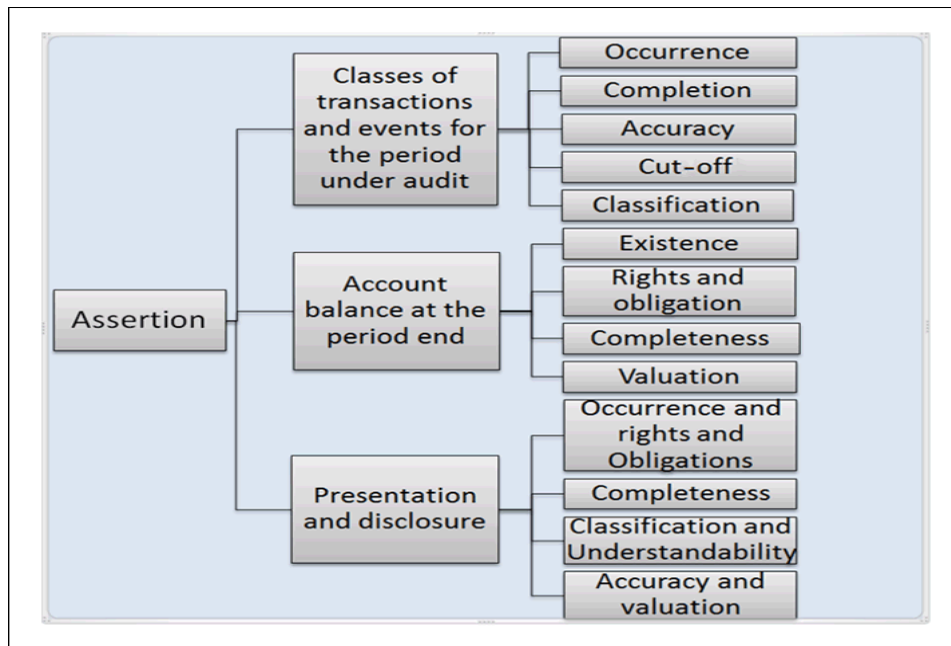 Assertion
Classes of
transactions
and events for
the period
under audit
Occurrence
Completion
Accuracy
Cut-off
Classification
Account
balance at the
period end
Existence
Rights and
obligation
Completeness
Valuation
Presentation
and disclosure
Occurrence and
rights and
Obligations
Completeness
Classification and
Understandability
Accuracy and
valuation